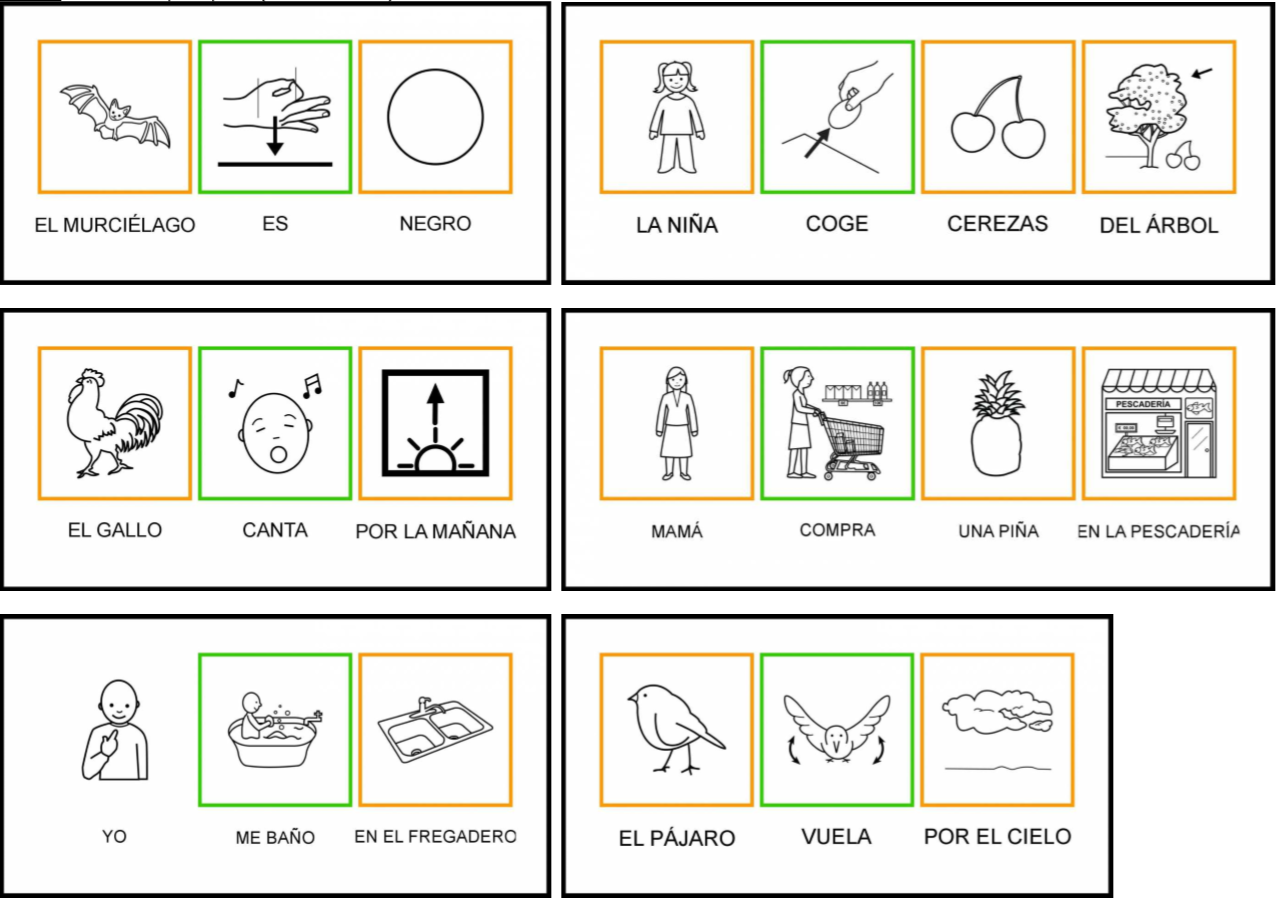 EL MURCIÉLAGO ES NEGRO
LA NIÑA COGE CEREZAS DEL ÁRBOL
EL GALLO CANTA POR LA MAÑANA
PESCADERÍA
MAMÁ COMPRA UNA PIÑA EN LA PESCADERÍA
YO ME BAÑO EN EL FREGADERO
EL PÁJARO VUELA POR EL CIELO